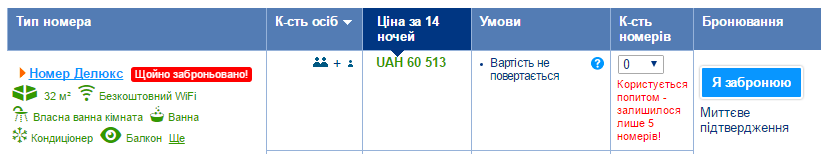 Тип номера
К-сть осіб
Ціна за 14
ночей
Умови
К-сть
номерів
Бронювання
Номер Делюкс Щойно заброньовано!
32 м² Безкоштовний WiFi
Власна ванна кімната Ванна
Кондиціонер Балкон Ще
+
UAH 60 513
Вартість не
повертається
?
0
Користується
попитом -
залишилося
лише 5
номерів!
Я забронюю
Миттєве
підтвердження